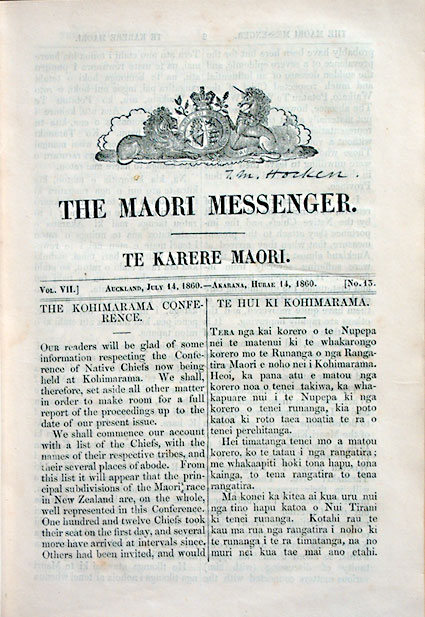 T. M. Hocken.
THE MAORI MESSENGER.
TE KARERE MAORI.
Vol. VII.] Auckland, July 14, 1860.—Akarana, Hurae 14, 1860. [No. 13.
THE KOHIMARAMA CONFE-
RENCE.
Our readers will be glad of some
information respecting the Confe-
rence of Native Chiefs now being
held at Kohimarama. We shall,
therefore, set aside all other matter
in order to make room for a full
report of the proceedings up to the
date of our present issue.
We shall commence our account
with a list of the Chiefs, with the
names of their respective tribes, and
their several places of abode. From
this list it will appear that the prin-
cipal subdivisions of the Maori race
in New Zealand are, on the whole,
well represented in this Conference.
One hundred and twelve Chiefs took
their seat on the first day, and several
more have arrived at intervals since.
Others had been invited, and would
TE HUI KI KOHIMARAMA.
Tera nga kai korero o te Nupepa
nei te matenui ki te whakarongo
korero mo te Runanga o nga Ranga-
tira Maori e noho nei i Kohimarama.
Heoi, ka pana atu e matou nga
korero noa o tenei takiwa, ka wha-
kapuare nui i te Nupepa ki nga
korero o tenei runanga, kia poto
katoa ki roto taea noatia te ra o
tenei perehitanga.
Hei timatanga tenei mo a matou
korero, ko te tatau i nga rangatira;
me whakapiti hoki tona hapu, tona
kainga, to tena rangatira to tena
rangatira.
Ma konei ka kitea ai kua uru nui
nga tino hapu katoa o Nui Tirani
ki tenei runanga. Kotahi rau te
kau ma rua nga rangatira i noho ki
te runanga i te ra timatanga, na no
muri nei kua tae mai ano etahi.